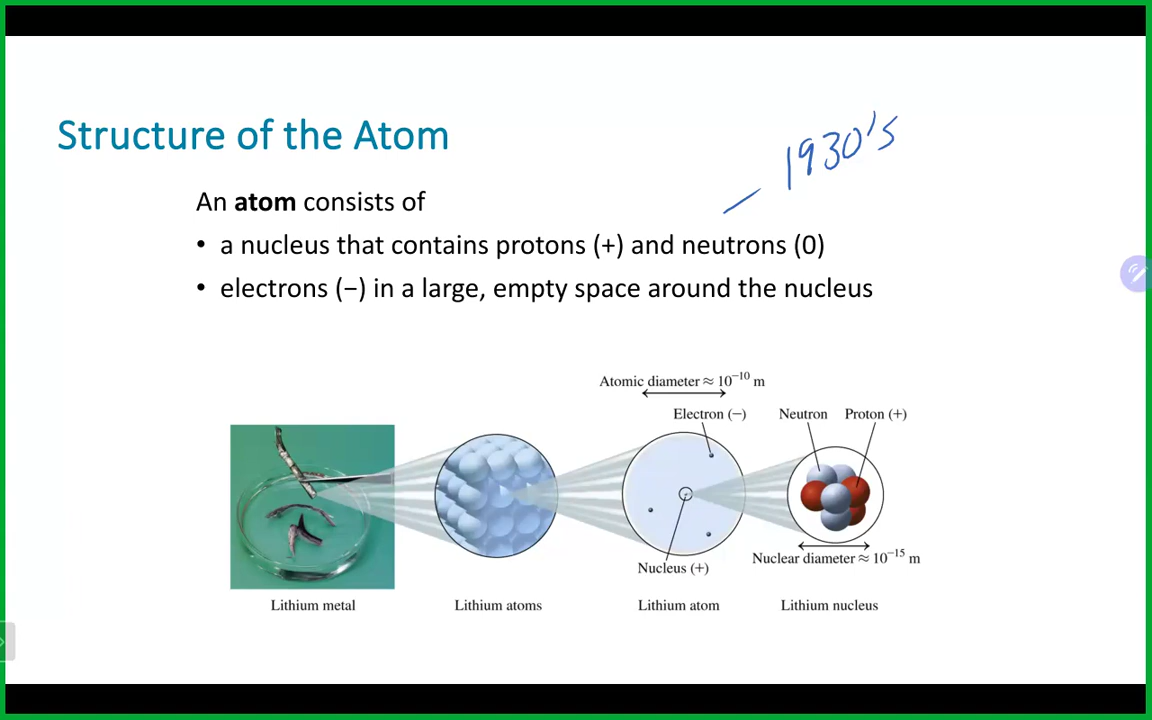 Structure of the Atom
– 1930's
An atom consists of
• a nucleus that contains protons (+) and neutrons (0)
• electrons (−) in a large, empty space around the nucleus
Atomic diameter ≈ 10⁻¹⁰ m
Electron (−)
Neutron
Proton (+)
Nucleus (+)
Nuclear diameter ≈ 10⁻¹⁵ m
Lithium metal
Lithium atoms
Lithium atom
Lithium nucleus